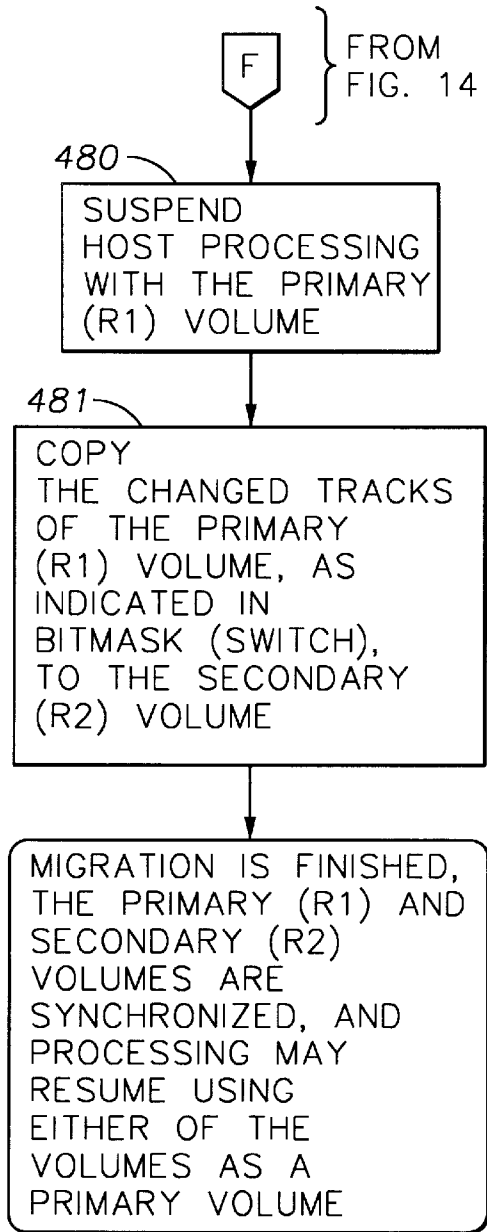 F
FROM
FIG. 14
480
SUSPEND
HOST PROCESSING
WITH THE PRIMARY
(R1) VOLUME
481
COPY
THE CHANGED TRACKS
OF THE PRIMARY
(R1) VOLUME, AS
INDICATED IN
BITMASK (SWITCH),
TO THE SECONDARY
(R2) VOLUME
MIGRATION IS FINISHED,
THE PRIMARY (R1) AND
SECONDARY (R2)
VOLUMES ARE
SYNCHRONIZED, AND
PROCESSING MAY
RESUME USING
EITHER OF THE
VOLUMES AS A
PRIMARY VOLUME